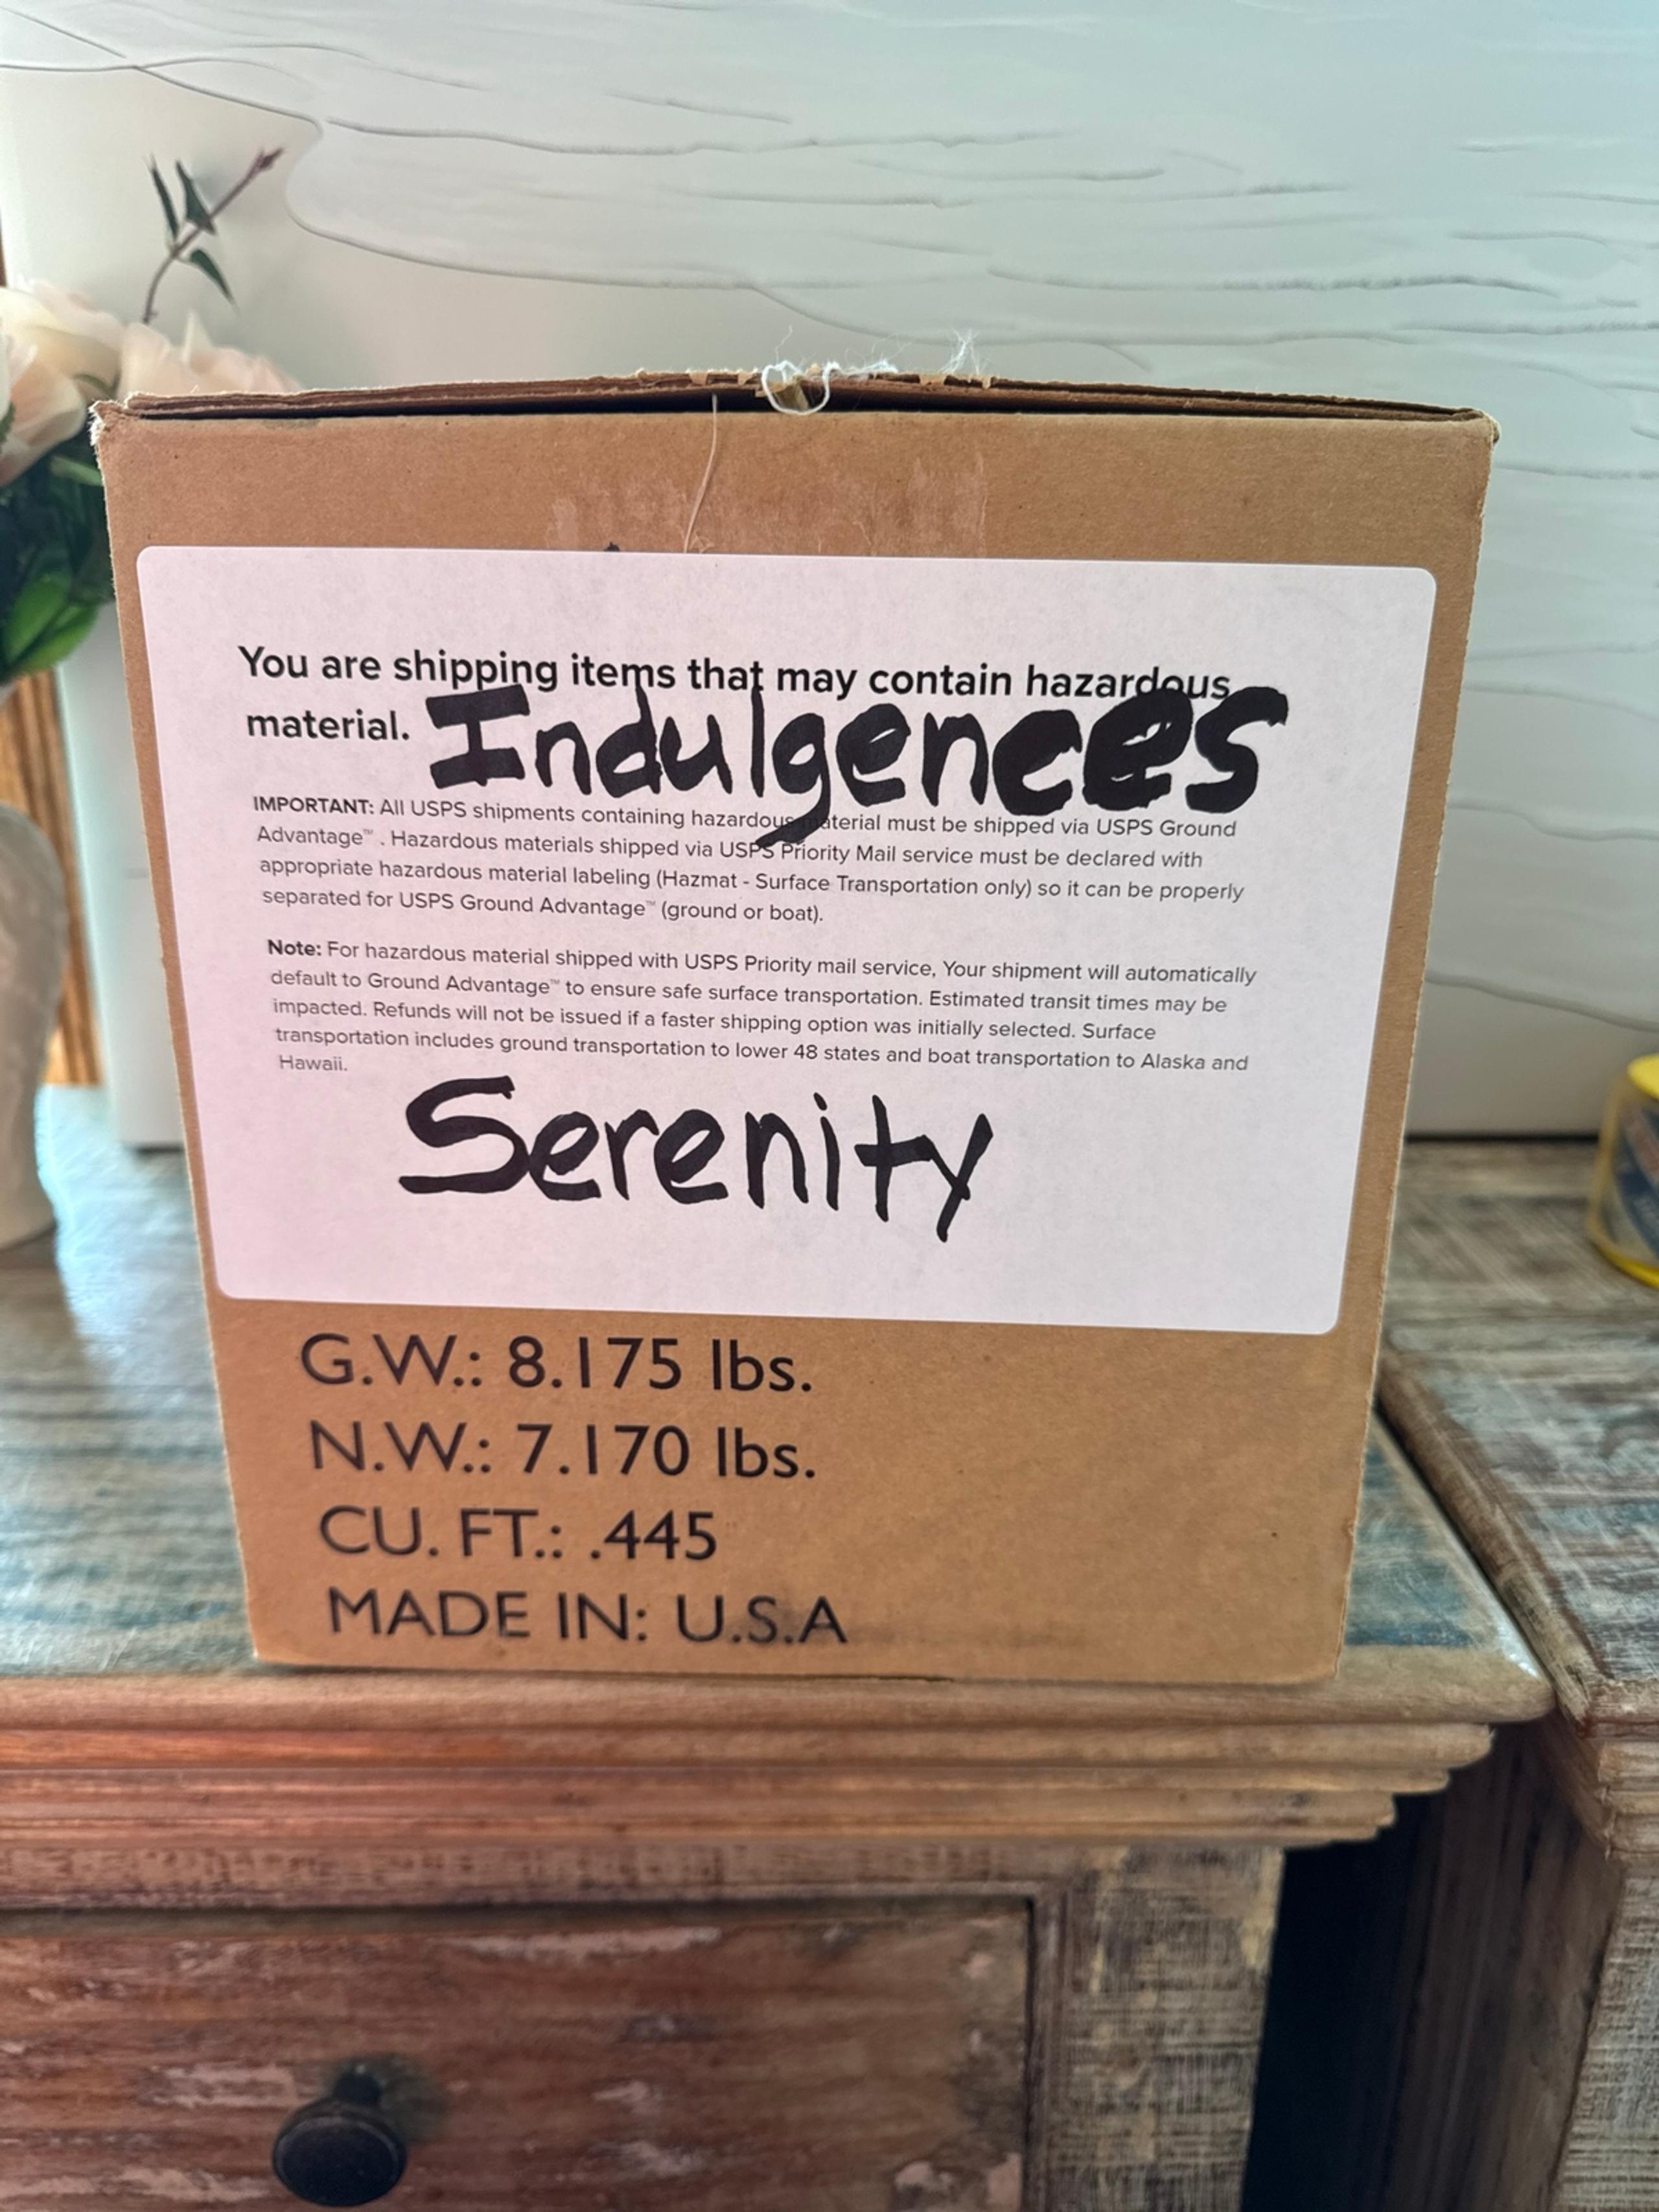 You are shipping items that may contain hazardous
material.
Indulgences
IMPORTANT: All USPS shipments containing hazardous material must be shipped via USPS Ground
Advantage™ . Hazardous materials shipped via USPS Priority Mail service must be declared with
appropriate hazardous material labeling (Hazmat - Surface Transportation only) so it can be properly
separated for USPS Ground Advantage™ (ground or boat).
Note: For hazardous material shipped with USPS Priority mail service, Your shipment will automatically
default to Ground Advantage™ to ensure safe surface transportation. Estimated transit times may be
impacted. Refunds will not be issued if a faster shipping option was initially selected. Surface
transportation includes ground transportation to lower 48 states and boat transportation to Alaska and
Hawaii.
Serenity
G.W.: 8.175 lbs.
N.W.: 7.170 lbs.
CU. FT.: .445
MADE IN: U.S.A